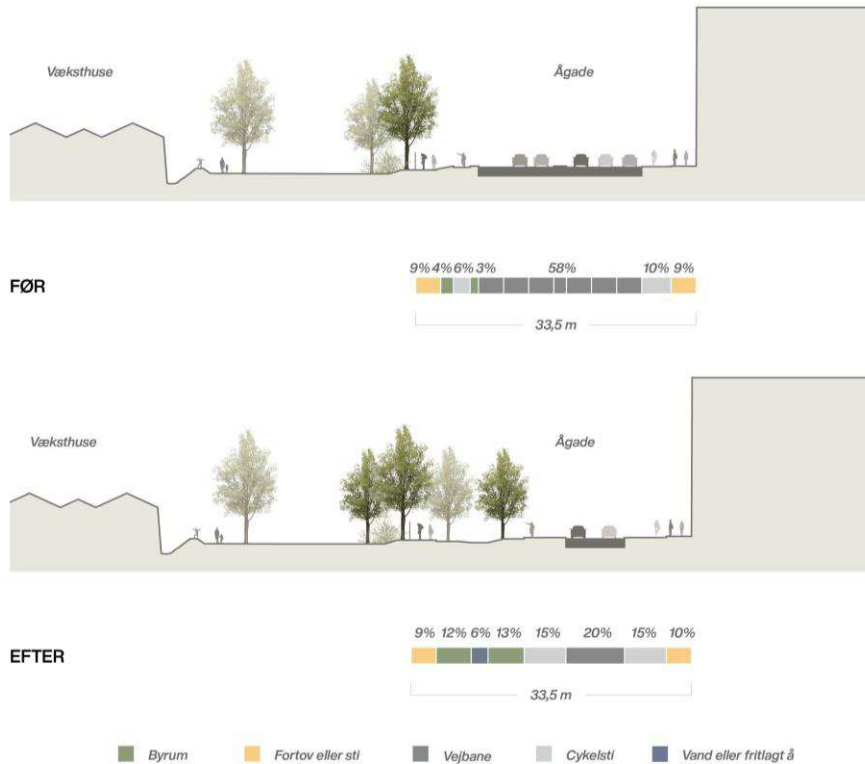 Væksthuse
Ågade
9% 4% 6% 3% 58% 10% 9%
FØR
33,5 m
Væksthuse
Ågade
9% 12% 6% 13% 15% 20% 15% 10%
EFTER
33,5 m
Byrum Fortov eller sti Vejbane Cykelsti Vand eller fritlagt å